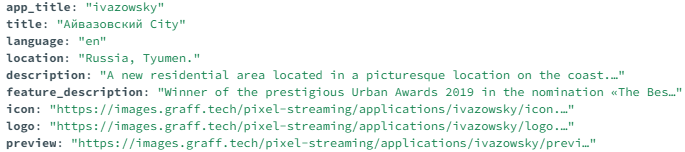 app_title: "ivazowsky"
title: "Айвазовский City"
language: "en"
location: "Russia, Tyumen."
description: "A new residential area located in a picturesque location on the coast.…"
feature_description: "Winner of the prestigious Urban Awards 2019 in the nomination «The Bes…"
icon: "https://images.graff.tech/pixel-streaming/applications/ivazowsky/icon.…"
logo: "https://images.graff.tech/pixel-streaming/applications/ivazowsky/logo.…"
preview: "https://images.graff.tech/pixel-streaming/applications/ivazowsky/previ…"